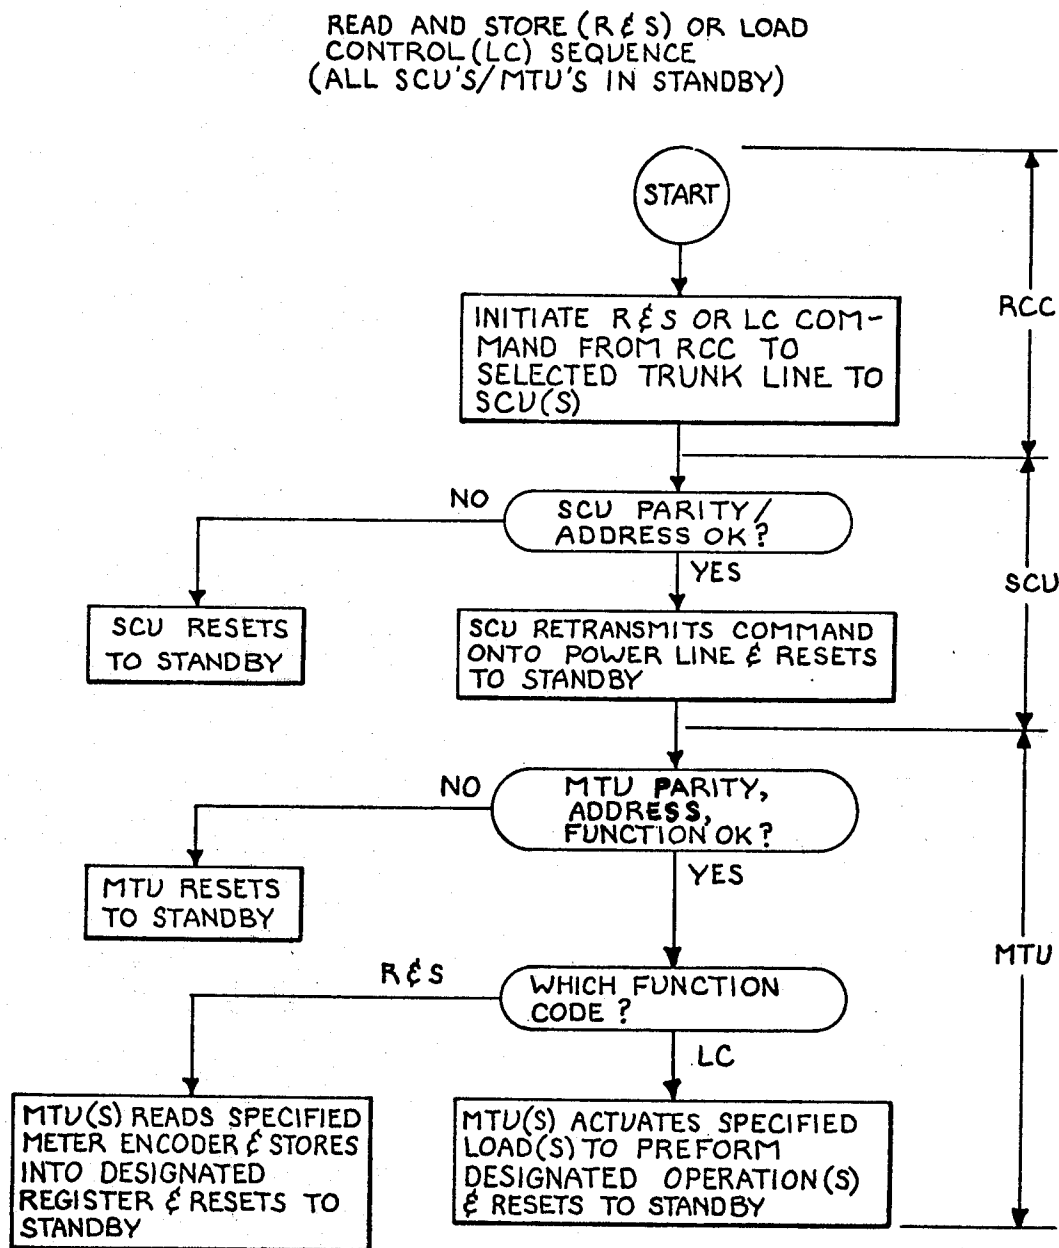 READ AND STORE (R & S) OR LOAD
CONTROL (LC) SEQUENCE
(ALL SCU'S/MTU'S IN STANDBY)
START
RCC
INITIATE R & S OR LC COM-
MAND FROM RCC TO
SELECTED TRUNK LINE TO
SCU(S)
NO
SCU PARITY/
ADDRESS OK?
YES
SCU
SCU RESETS
TO STANDBY
SCU RETRANSMITS COMMAND
ONTO POWER LINE & RESETS
TO STANDBY
NO
MTU PARITY,
ADDRESS,
FUNCTION OK?
YES
MTU RESETS
TO STANDBY
MTU
R & S
WHICH FUNCTION
CODE?
LC
MTU(S) READS SPECIFIED
METER ENCODER & STORES
INTO DESIGNATED
REGISTER & RESETS TO
STANDBY
MTU(S) ACTUATES SPECIFIED
LOAD(S) TO PREFORM
DESIGNATED OPERATION(S)
& RESETS TO STANDBY